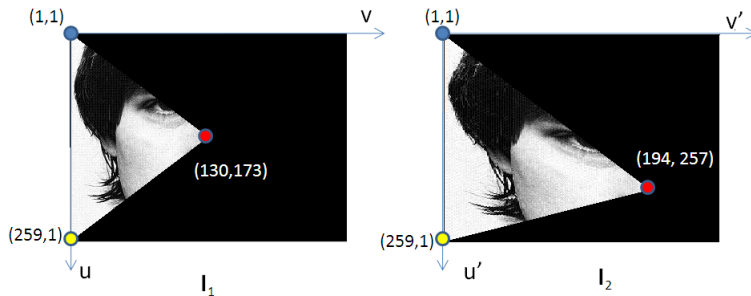 (1,1)
v
(130,173)
(259,1)
u
I1
(1,1)
v'
(194, 257)
(259,1)
u'
I2